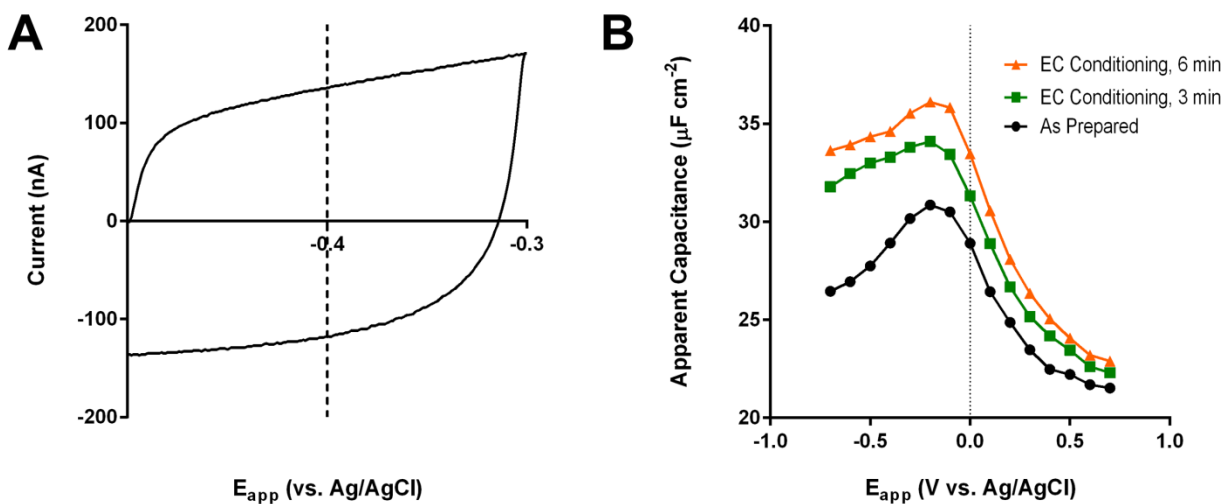 A
200
100
0
-100
-200
-0.4
-0.3
Current (nA)
E_app (vs. Ag/AgCl)
B
EC Conditioning, 6 min
EC Conditioning, 3 min
As Prepared
40
35
30
25
20
-1.0
-0.5
0.0
0.5
1.0
Apparent Capacitance (µF cm⁻²)
E_app (V vs. Ag/AgCl)